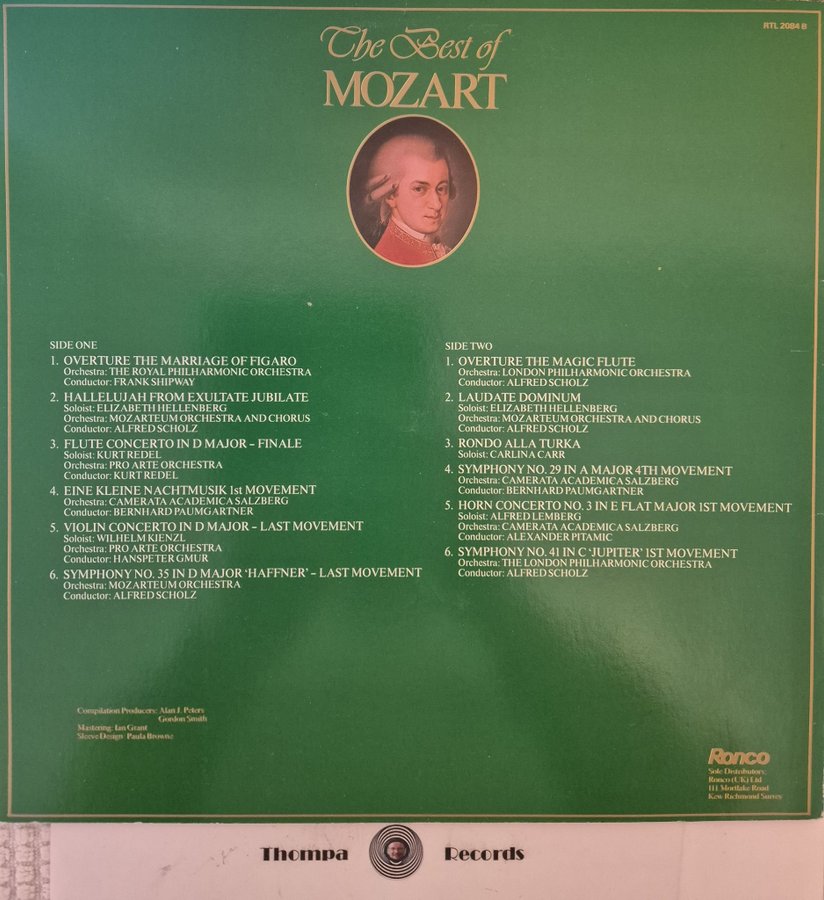 RTL 2084 B
The Best of
MOZART
SIDE ONE
1. OVERTURE THE MARRIAGE OF FIGARO
Orchestra: THE ROYAL PHILHARMONIC ORCHESTRA
Conductor: FRANK SHIPWAY
2. HALLELUJAH FROM EXULTATE JUBILATE
Soloist: ELIZABETH HELLENBERG
Orchestra: MOZARTEUM ORCHESTRA AND CHORUS
Conductor: ALFRED SCHOLZ
3. FLUTE CONCERTO IN D MAJOR – FINALE
Soloist: KURT REDEL
Orchestra: PRO ARTE ORCHESTRA
Conductor: KURT REDEL
4. EINE KLEINE NACHTMUSIK 1st MOVEMENT
Orchestra: CAMERATA ACADEMICA SALZBERG
Conductor: BERNHARD PAUMGARTNER
5. VIOLIN CONCERTO IN D MAJOR – LAST MOVEMENT
Soloist: WILHELM KIENZL
Orchestra: PRO ARTE ORCHESTRA
Conductor: HANSPETER GMUR
6. SYMPHONY NO. 35 IN D MAJOR ‘HAFFNER’ – LAST MOVEMENT
Orchestra: MOZARTEUM ORCHESTRA
Conductor: ALFRED SCHOLZ
SIDE TWO
1. OVERTURE THE MAGIC FLUTE
Orchestra: LONDON PHILHARMONIC ORCHESTRA
Conductor: ALFRED SCHOLZ
2. LAUDATE DOMINUM
Soloist: ELIZABETH HELLENBERG
Orchestra: MOZARTEUM ORCHESTRA AND CHORUS
Conductor: ALFRED SCHOLZ
3. RONDO ALLA TURKA
Soloist: CARLINA CARR
4. SYMPHONY NO. 29 IN A MAJOR 4TH MOVEMENT
Orchestra: CAMERATA ACADEMICA SALZBERG
Conductor: BERNHARD PAUMGARTNER
5. HORN CONCERTO NO. 3 IN E FLAT MAJOR 1ST MOVEMENT
Soloist: ALFRED LEMBERG
Orchestra: CAMERATA ACADEMICA SALZBERG
Conductor: ALEXANDER PITAMIC
6. SYMPHONY NO. 41 IN C ‘JUPITER’ 1ST MOVEMENT
Orchestra: THE LONDON PHILHARMONIC ORCHESTRA
Conductor: ALFRED SCHOLZ
Compilation Producers: Alan J. Peters
Gordon Smith
Mastering: Ian Grant
Sleeve Design: Paula Browne
Ronco
Sole Distributors:
Ronco (UK) Ltd
111 Mortlake Road
Kew Richmond Surrey
Thompa Records